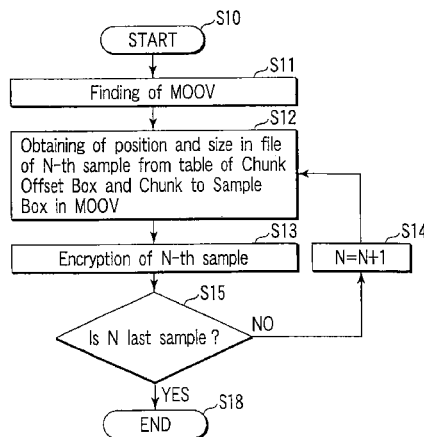 S10
START
S11
Finding of MOOV
S12
Obtaining of position and size in file
of N-th sample from table of Chunk
Offset Box and Chunk to Sample
Box in MOOV
S13
Encryption of N-th sample
S14
N=N+1
S15
Is N last sample ?
NO
YES
S18
END